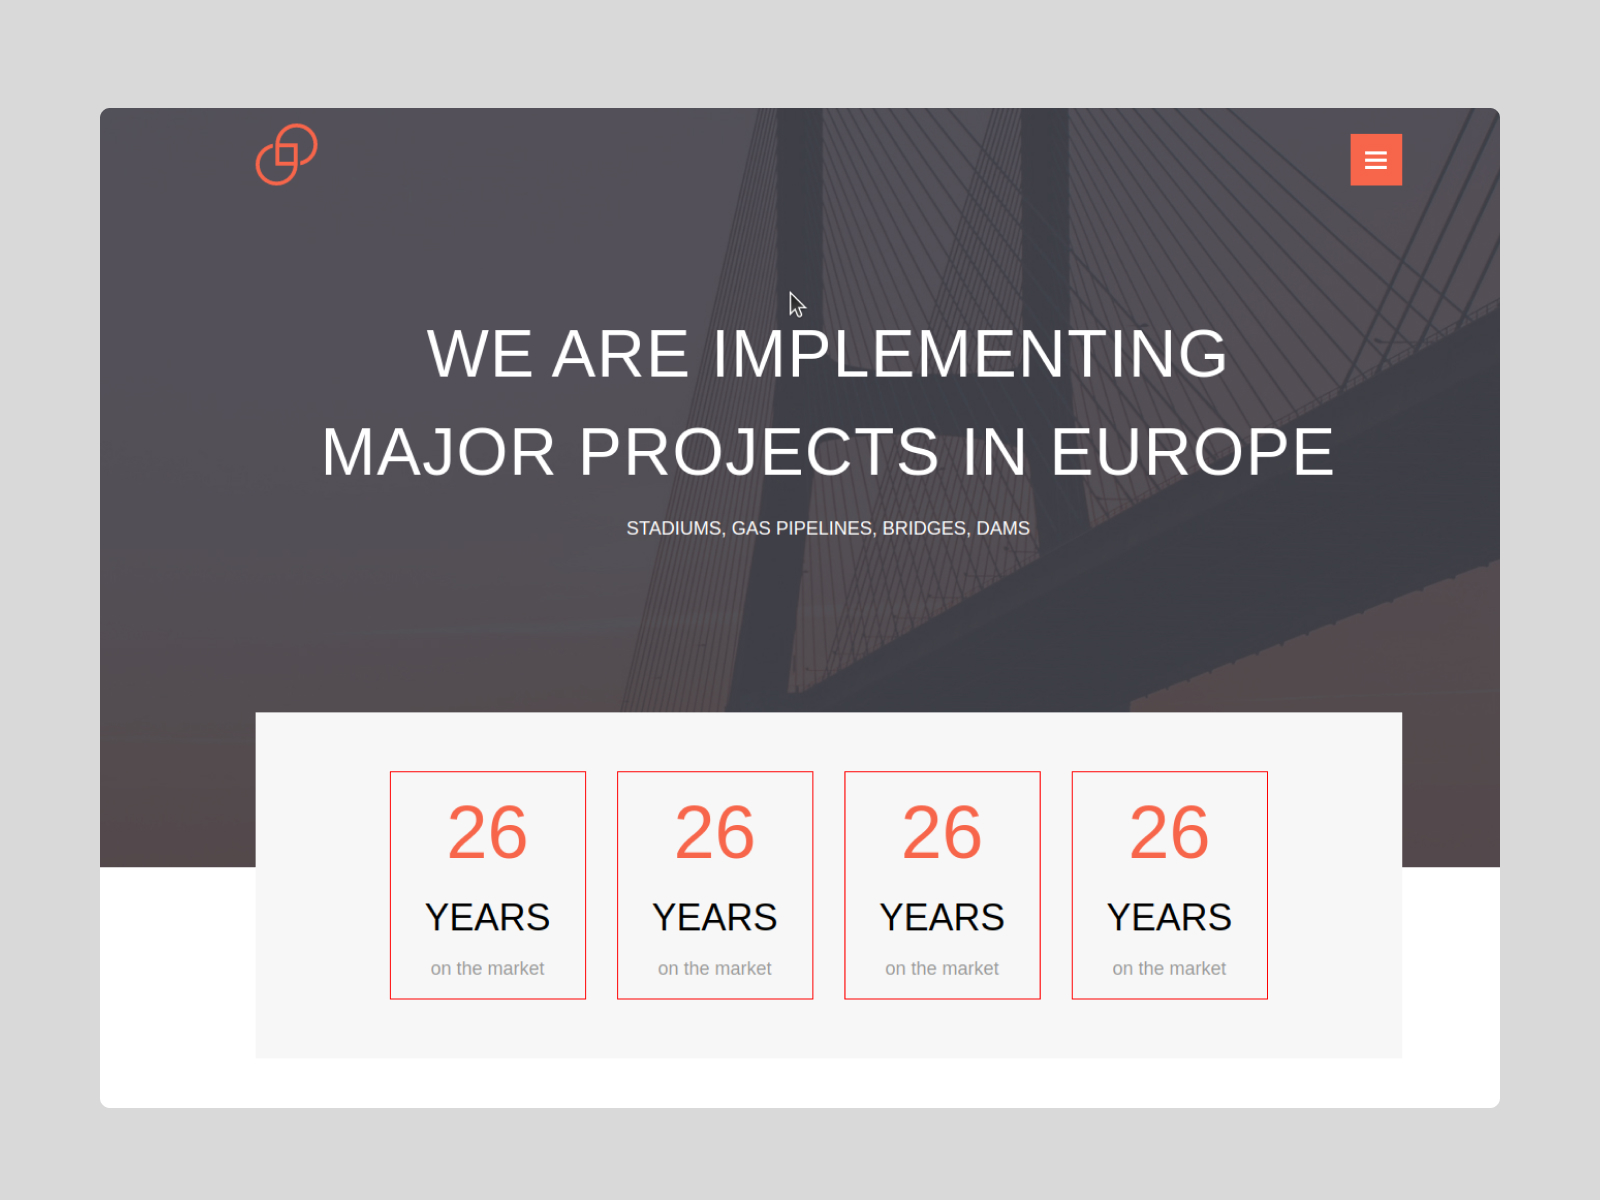 WE ARE IMPLEMENTING
MAJOR PROJECTS IN EUROPE
STADIUMS, GAS PIPELINES, BRIDGES, DAMS
26 26 26 26
YEARS YEARS YEARS YEARS
on the market on the market on the market on the market